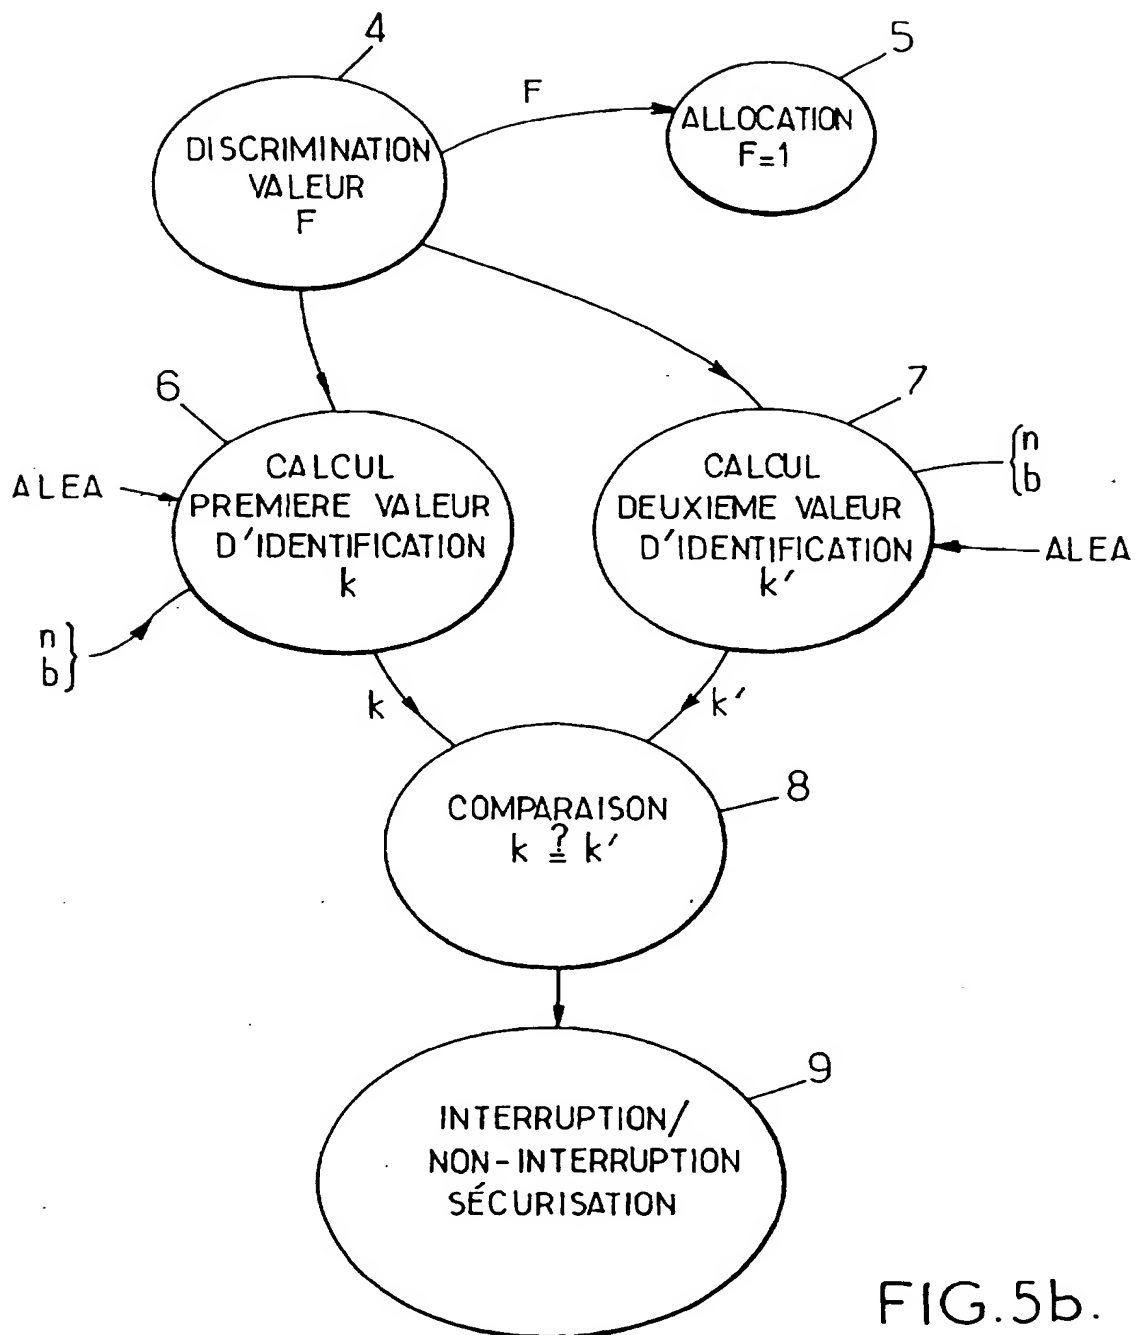 4
5
F
DISCRIMINATION
VALEUR
F
ALLOCATION
F=1
6
7
ALEA
n
b
CALCUL
PREMIERE VALEUR
D'IDENTIFICATION
k
CALCUL
DEUXIEME VALEUR
D'IDENTIFICATION
k'
n
b
ALEA
k
k'
8
COMPARAISON
k ≟ k'
9
INTERRUPTION/
NON-INTERRUPTION
SÉCURISATION
FIG.5b.